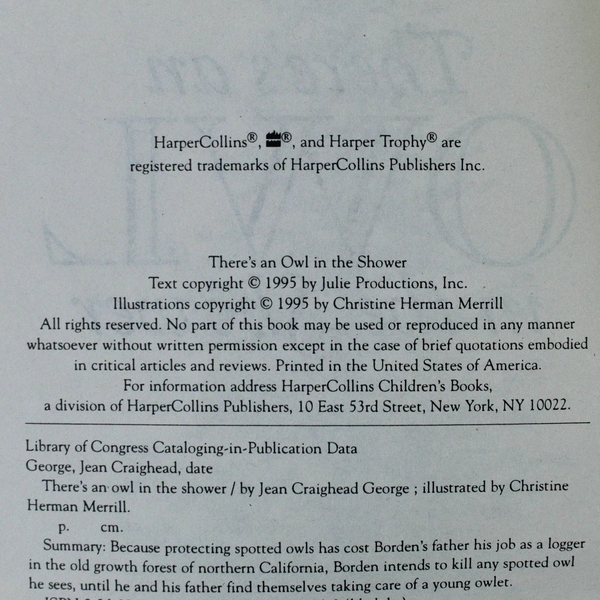 There's an
OWL
HarperCollins®, ®, and Harper Trophy® are
registered trademarks of HarperCollins Publishers Inc.
There's an Owl in the Shower
Text copyright © 1995 by Julie Productions, Inc.
Illustrations copyright © 1995 by Christine Herman Merrill
All rights reserved. No part of this book may be used or reproduced in any manner
whatsoever without written permission except in the case of brief quotations embodied
in critical articles and reviews. Printed in the United States of America.
For information address HarperCollins Children's Books,
a division of HarperCollins Publishers, 10 East 53rd Street, New York, NY 10022.
Library of Congress Cataloging-in-Publication Data
George, Jean Craighead, date
There's an owl in the shower / by Jean Craighead George ; illustrated by Christine
Herman Merrill.
p. cm.
Summary: Because protecting spotted owls has cost Borden's father his job as a logger
in the old growth forest of northern California, Borden intends to kill any spotted owl
he sees, until he and his father find themselves taking care of a young owlet.